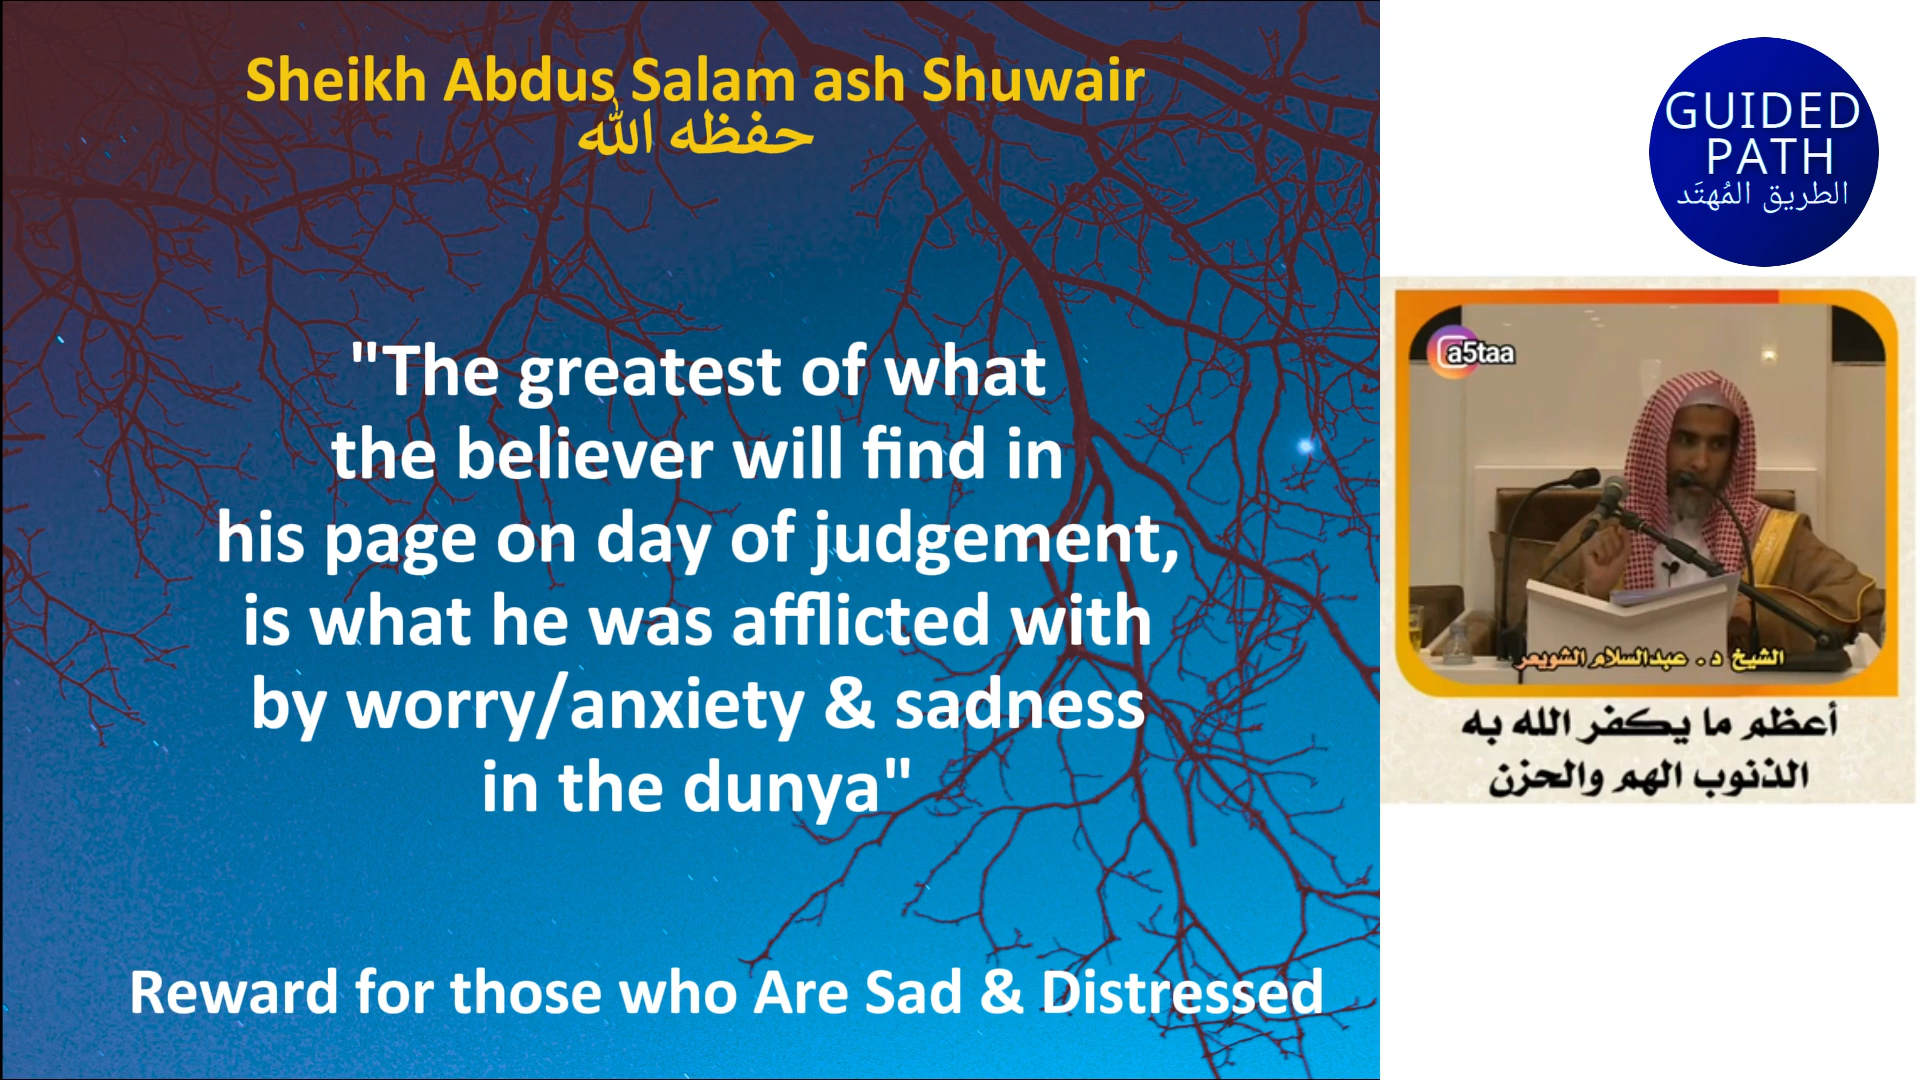 Sheikh Abdus Salam ash Shuwair
حفظه الله
"The greatest of what
the believer will find in
his page on day of judgement,
is what he was afflicted with
by worry/anxiety & sadness
in the dunya"
Reward for those who Are Sad & Distressed
GUIDED
PATH
الطريق المُهتَد
a5taa
الشيخ د . عبدالسلام الشويعر
أعظم ما يكفر الله به
الذنوب الهم والحزن